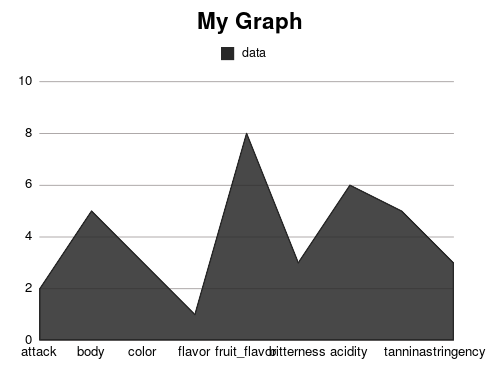 My Graph
data
10
8
6
4
2
0
attack body color flavor fruit_flavor bitterness acidity tannin astringency